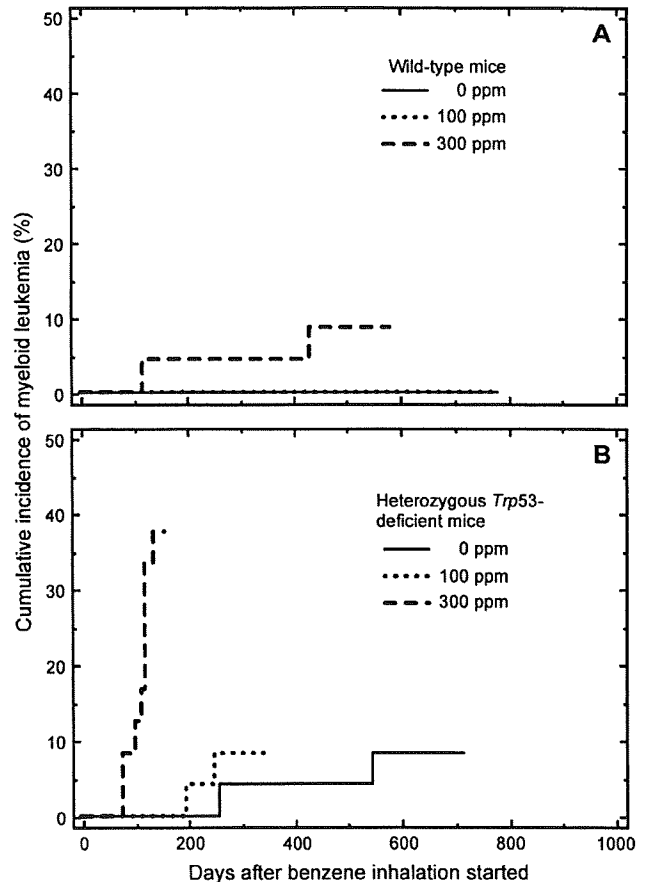 A
Wild-type mice
0 ppm
100 ppm
300 ppm
50
40
30
20
10
0
B
Heterozygous Trp53-
deficient mice
0 ppm
100 ppm
300 ppm
50
40
30
20
10
0
0 200 400 600 800 1000
Cumulative incidence of myeloid leukemia (%)
Days after benzene inhalation started